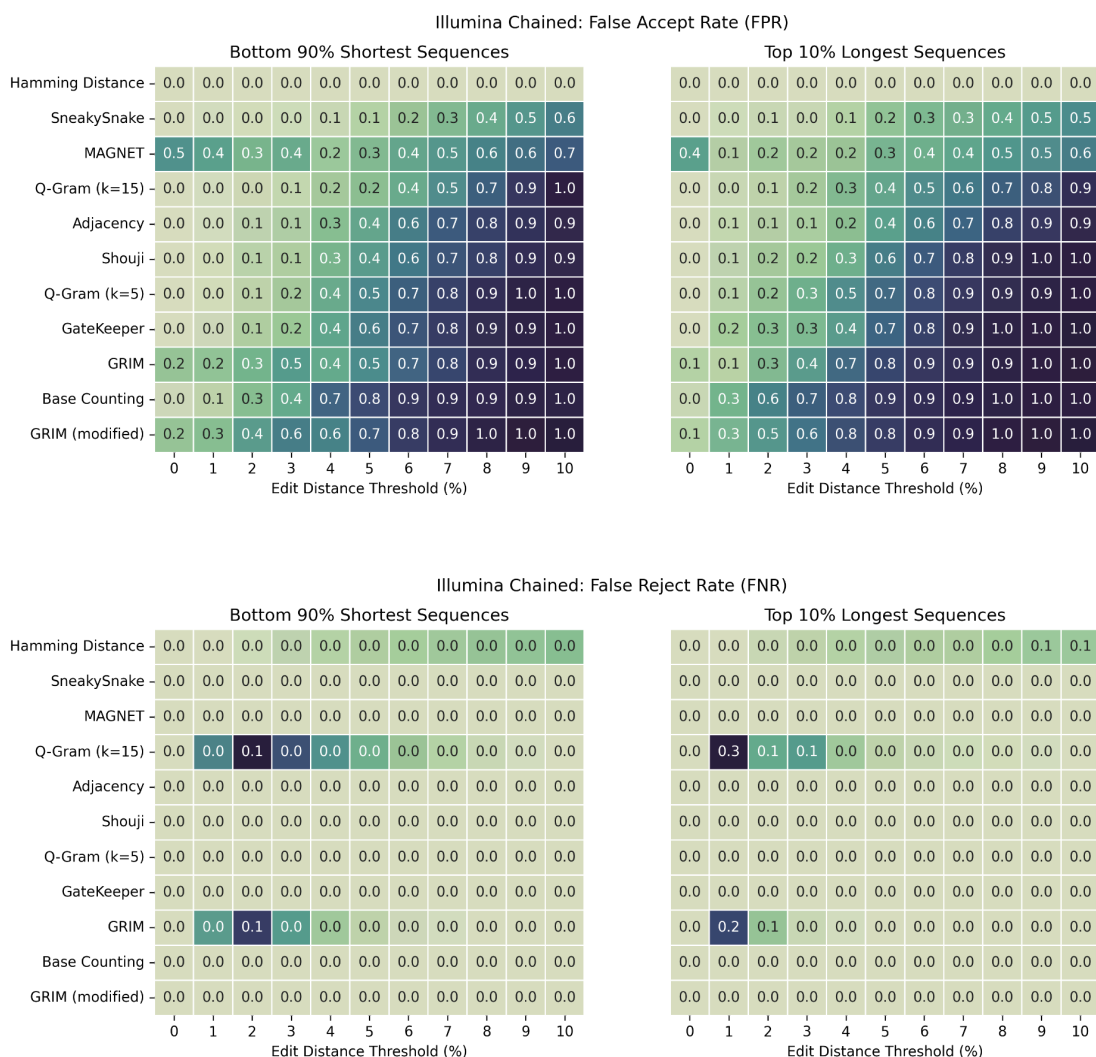 Illumina Chained: False Accept Rate (FPR)
Bottom 90% Shortest Sequences Top 10% Longest Sequences
Hamming Distance 0.0 0.0 0.0 0.0 0.0 0.0 0.0 0.0 0.0 0.0 0.0 0.0 0.0 0.0 0.0 0.0 0.0 0.0 0.0 0.0 0.0 0.0
SneakySnake 0.0 0.0 0.0 0.0 0.1 0.1 0.2 0.3 0.4 0.5 0.6 0.0 0.0 0.1 0.0 0.1 0.2 0.3 0.3 0.4 0.5 0.5
MAGNET 0.5 0.4 0.3 0.4 0.2 0.3 0.4 0.5 0.6 0.6 0.7 0.4 0.1 0.2 0.2 0.2 0.3 0.4 0.4 0.5 0.5 0.6
Q-Gram (k=15) 0.0 0.0 0.0 0.1 0.2 0.2 0.4 0.5 0.7 0.9 1.0 0.0 0.0 0.1 0.2 0.3 0.4 0.5 0.6 0.7 0.8 0.9
Adjacency 0.0 0.0 0.1 0.1 0.3 0.4 0.6 0.7 0.8 0.9 0.9 0.0 0.1 0.1 0.1 0.2 0.4 0.6 0.7 0.8 0.9 0.9
Shouji 0.0 0.0 0.1 0.1 0.3 0.4 0.6 0.7 0.8 0.9 0.9 0.0 0.1 0.2 0.2 0.3 0.6 0.7 0.8 0.9 1.0 1.0
Q-Gram (k=5) 0.0 0.0 0.1 0.2 0.4 0.5 0.7 0.8 0.9 1.0 1.0 0.0 0.1 0.2 0.3 0.5 0.7 0.8 0.9 0.9 0.9 1.0
GateKeeper 0.0 0.0 0.1 0.2 0.4 0.6 0.7 0.8 0.9 0.9 1.0 0.0 0.2 0.3 0.3 0.4 0.7 0.8 0.9 1.0 1.0 1.0
GRIM 0.2 0.2 0.3 0.5 0.4 0.5 0.7 0.8 0.9 0.9 1.0 0.1 0.1 0.3 0.4 0.7 0.8 0.9 0.9 0.9 1.0 1.0
Base Counting 0.0 0.1 0.3 0.4 0.7 0.8 0.9 0.9 0.9 0.9 1.0 0.0 0.3 0.6 0.7 0.8 0.9 0.9 0.9 0.9 1.0 1.0
GRIM (modified) 0.2 0.3 0.4 0.6 0.6 0.7 0.8 0.9 1.0 1.0 1.0 0.1 0.3 0.5 0.6 0.8 0.8 0.9 0.9 1.0 1.0 1.0
0 1 2 3 4 5 6 7 8 9 10 0 1 2 3 4 5 6 7 8 9 10
Edit Distance Threshold (%) Edit Distance Threshold (%)
Illumina Chained: False Reject Rate (FNR)
Bottom 90% Shortest Sequences Top 10% Longest Sequences
Hamming Distance 0.0 0.0 0.0 0.0 0.0 0.0 0.0 0.0 0.0 0.0 0.0 0.0 0.0 0.0 0.0 0.0 0.0 0.0 0.0 0.0 0.1 0.1
SneakySnake 0.0 0.0 0.0 0.0 0.0 0.0 0.0 0.0 0.0 0.0 0.0 0.0 0.0 0.0 0.0 0.0 0.0 0.0 0.0 0.0 0.0 0.0
MAGNET 0.0 0.0 0.0 0.0 0.0 0.0 0.0 0.0 0.0 0.0 0.0 0.0 0.0 0.0 0.0 0.0 0.0 0.0 0.0 0.0 0.0 0.0
Q-Gram (k=15) 0.0 0.0 0.1 0.0 0.0 0.0 0.0 0.0 0.0 0.0 0.0 0.0 0.3 0.1 0.1 0.0 0.0 0.0 0.0 0.0 0.0 0.0
Adjacency 0.0 0.0 0.0 0.0 0.0 0.0 0.0 0.0 0.0 0.0 0.0 0.0 0.0 0.0 0.0 0.0 0.0 0.0 0.0 0.0 0.0 0.0
Shouji 0.0 0.0 0.0 0.0 0.0 0.0 0.0 0.0 0.0 0.0 0.0 0.0 0.0 0.0 0.0 0.0 0.0 0.0 0.0 0.0 0.0 0.0
Q-Gram (k=5) 0.0 0.0 0.0 0.0 0.0 0.0 0.0 0.0 0.0 0.0 0.0 0.0 0.0 0.0 0.0 0.0 0.0 0.0 0.0 0.0 0.0 0.0
GateKeeper 0.0 0.0 0.0 0.0 0.0 0.0 0.0 0.0 0.0 0.0 0.0 0.0 0.0 0.0 0.0 0.0 0.0 0.0 0.0 0.0 0.0 0.0
GRIM 0.0 0.0 0.1 0.0 0.0 0.0 0.0 0.0 0.0 0.0 0.0 0.0 0.2 0.1 0.0 0.0 0.0 0.0 0.0 0.0 0.0 0.0
Base Counting 0.0 0.0 0.0 0.0 0.0 0.0 0.0 0.0 0.0 0.0 0.0 0.0 0.0 0.0 0.0 0.0 0.0 0.0 0.0 0.0 0.0 0.0
GRIM (modified) 0.0 0.0 0.0 0.0 0.0 0.0 0.0 0.0 0.0 0.0 0.0 0.0 0.0 0.0 0.0 0.0 0.0 0.0 0.0 0.0 0.0 0.0
0 1 2 3 4 5 6 7 8 9 10 0 1 2 3 4 5 6 7 8 9 10
Edit Distance Threshold (%) Edit Distance Threshold (%)